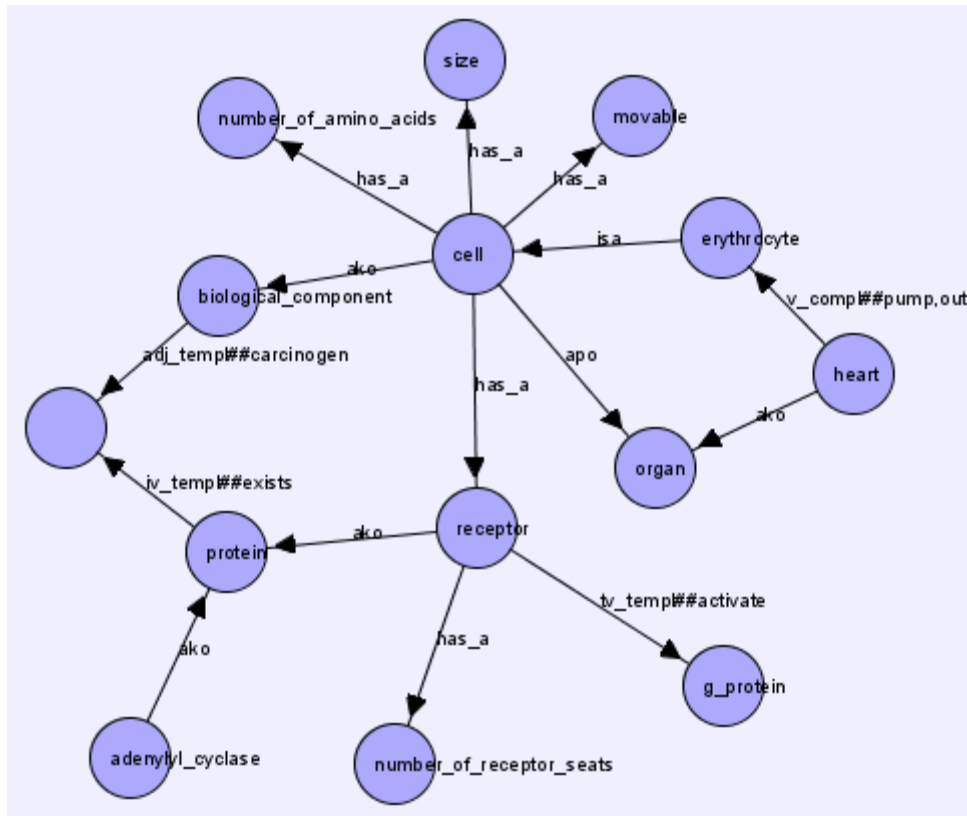 size
number_of_amino_acids
movable
has_a
has_a
has_a
erythrocyte
isa
cell
ako
biological_component
v_compl##pump,out
adj_templ##carcinogen
apo
heart
has_a
ako
organ
iv_templ##exists
receptor
ako
protein
tv_templ##activate
has_a
ako
g_protein
adenylyl_cyclase
number_of_receptor_seats